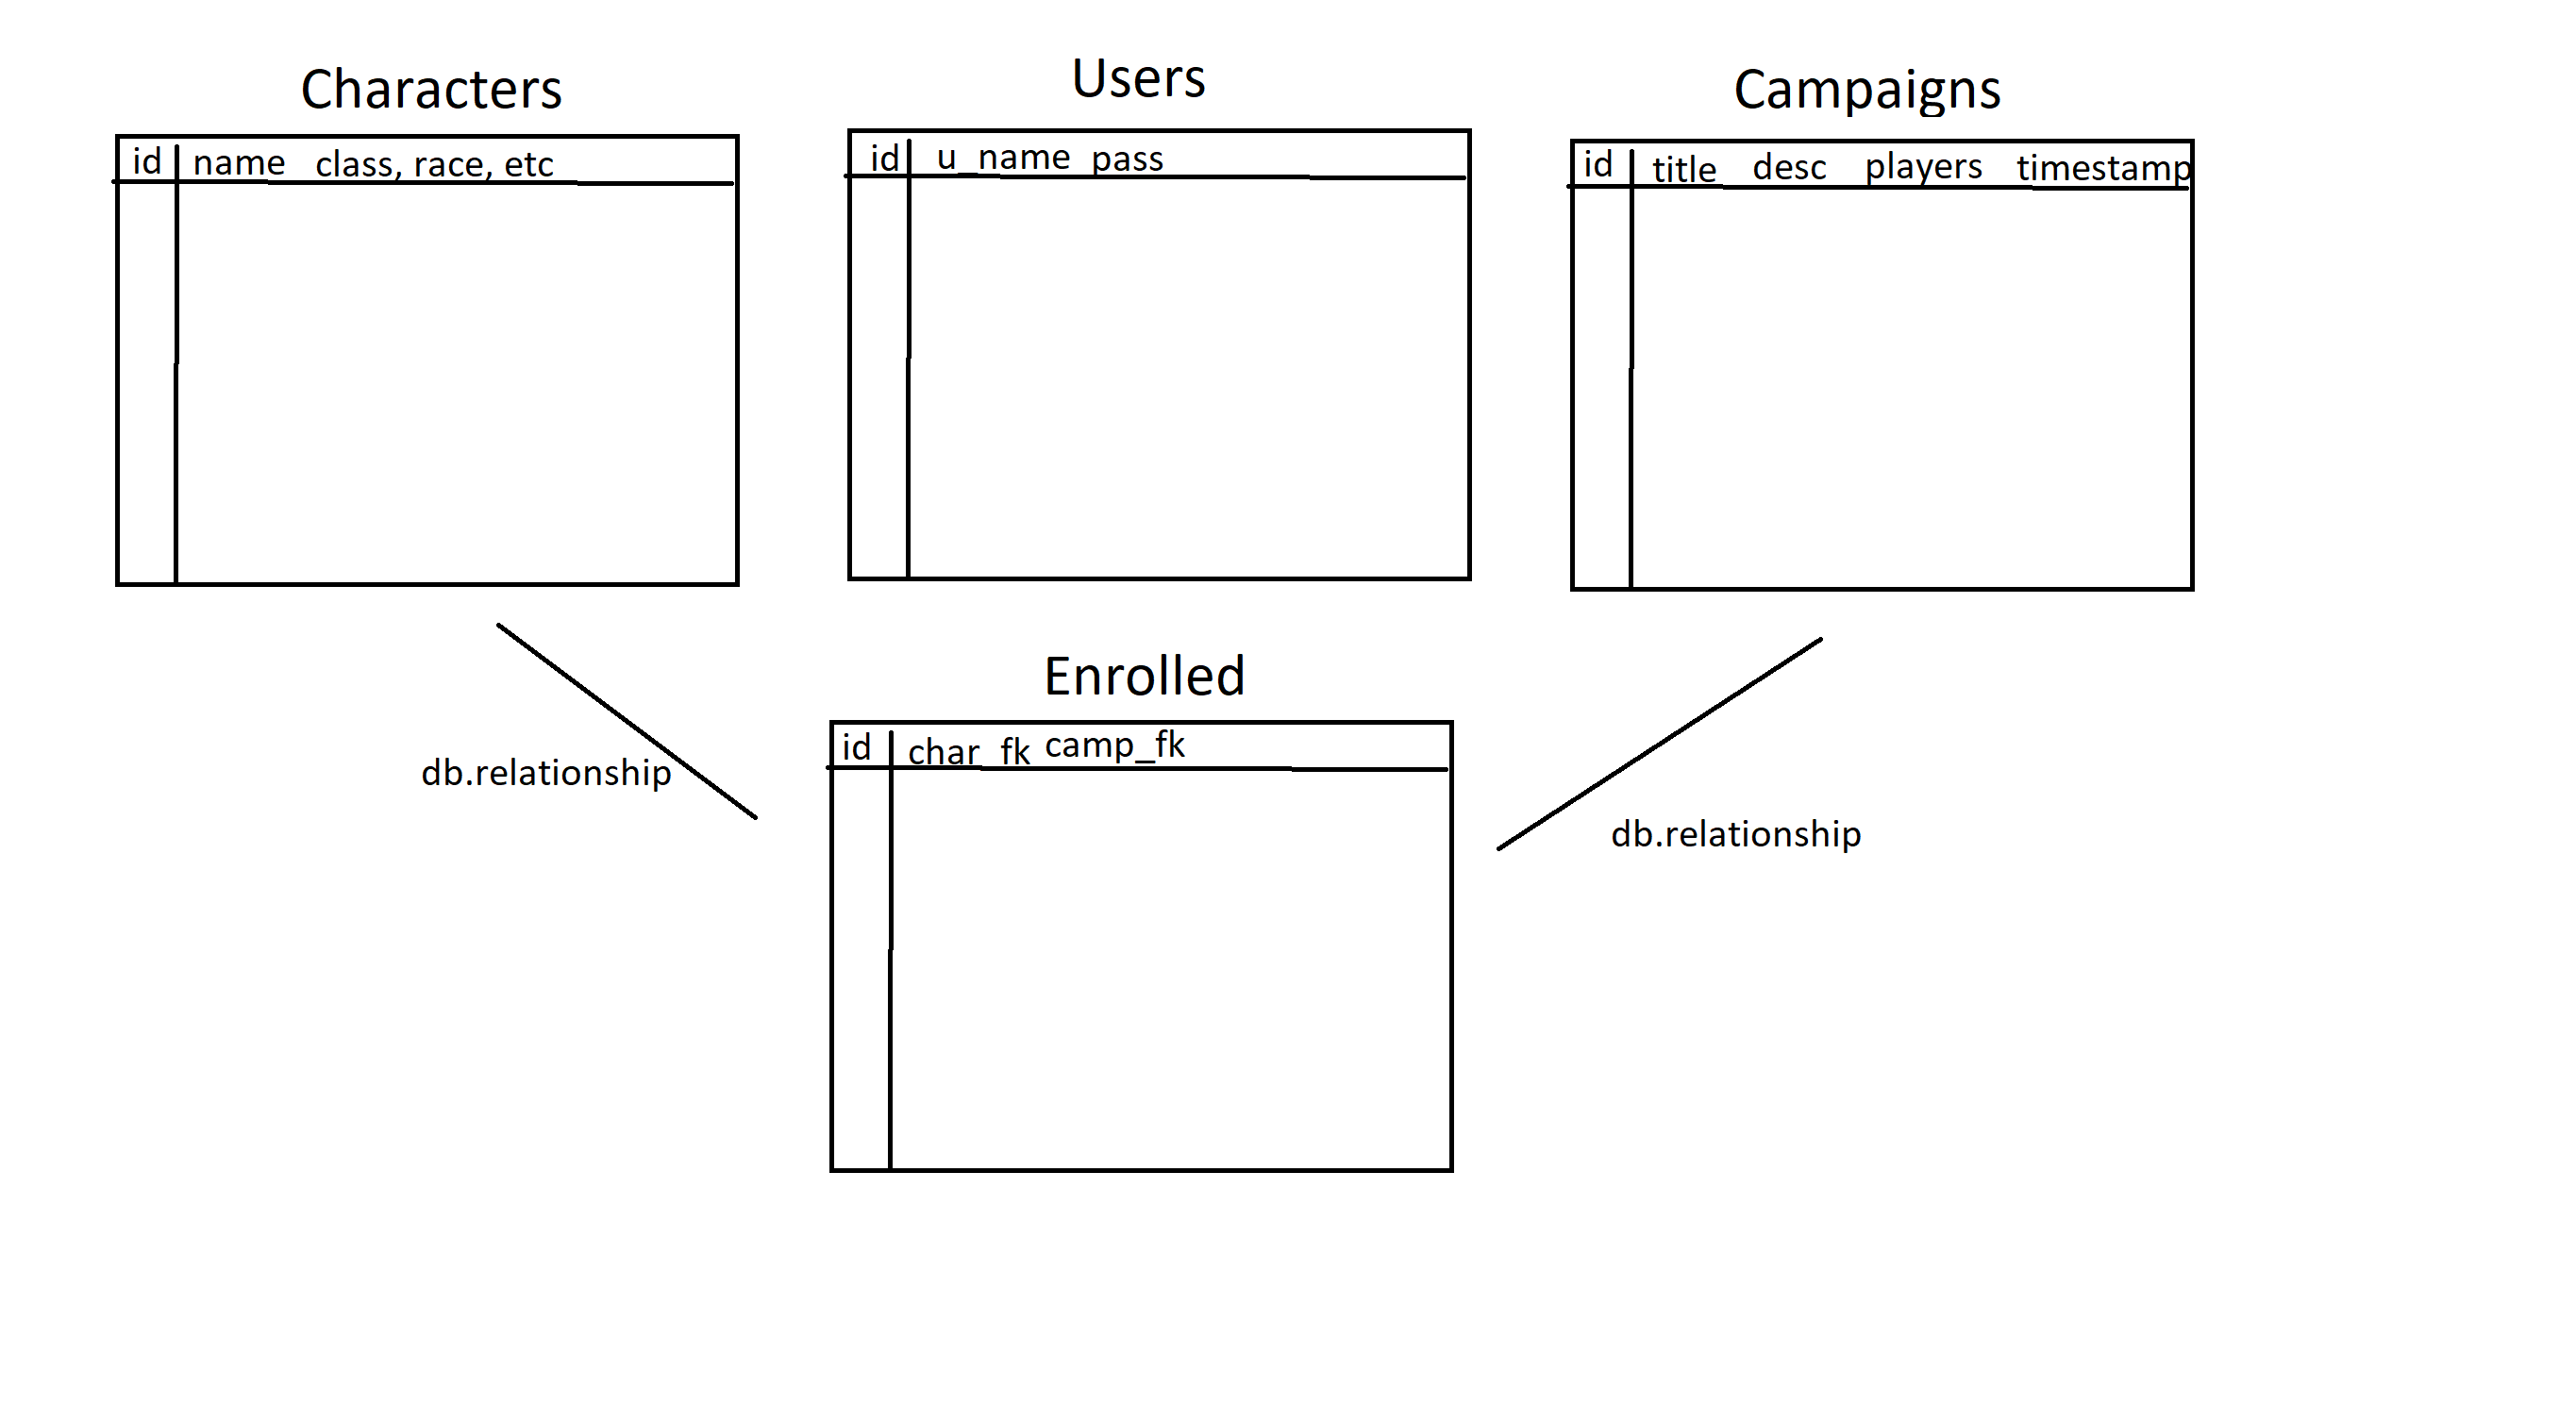 Characters
id name class, race, etc
Users
id u_name pass
Campaigns
id title desc players timestamp
Enrolled
id char_fk camp_fk
db.relationship
db.relationship